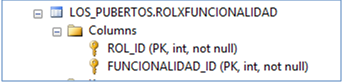 LOS_PUBERTOS.ROLXFUNCIONALIDAD
Columns
ROL_ID (PK, int, not null)
FUNCIONALIDAD_ID (PK, int, not null)